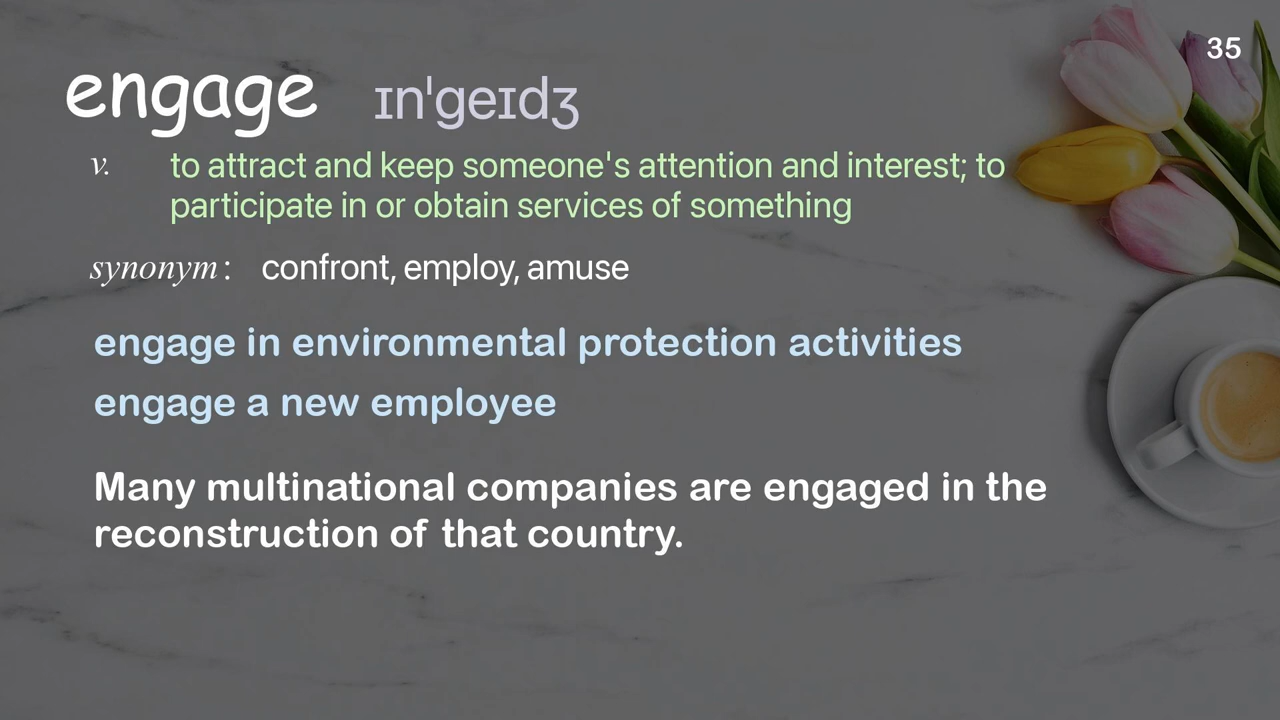 35
engage ɪnˈgeɪdʒ
v. to attract and keep someone's attention and interest; to
participate in or obtain services of something
synonym: confront, employ, amuse
engage in environmental protection activities
engage a new employee
Many multinational companies are engaged in the
reconstruction of that country.